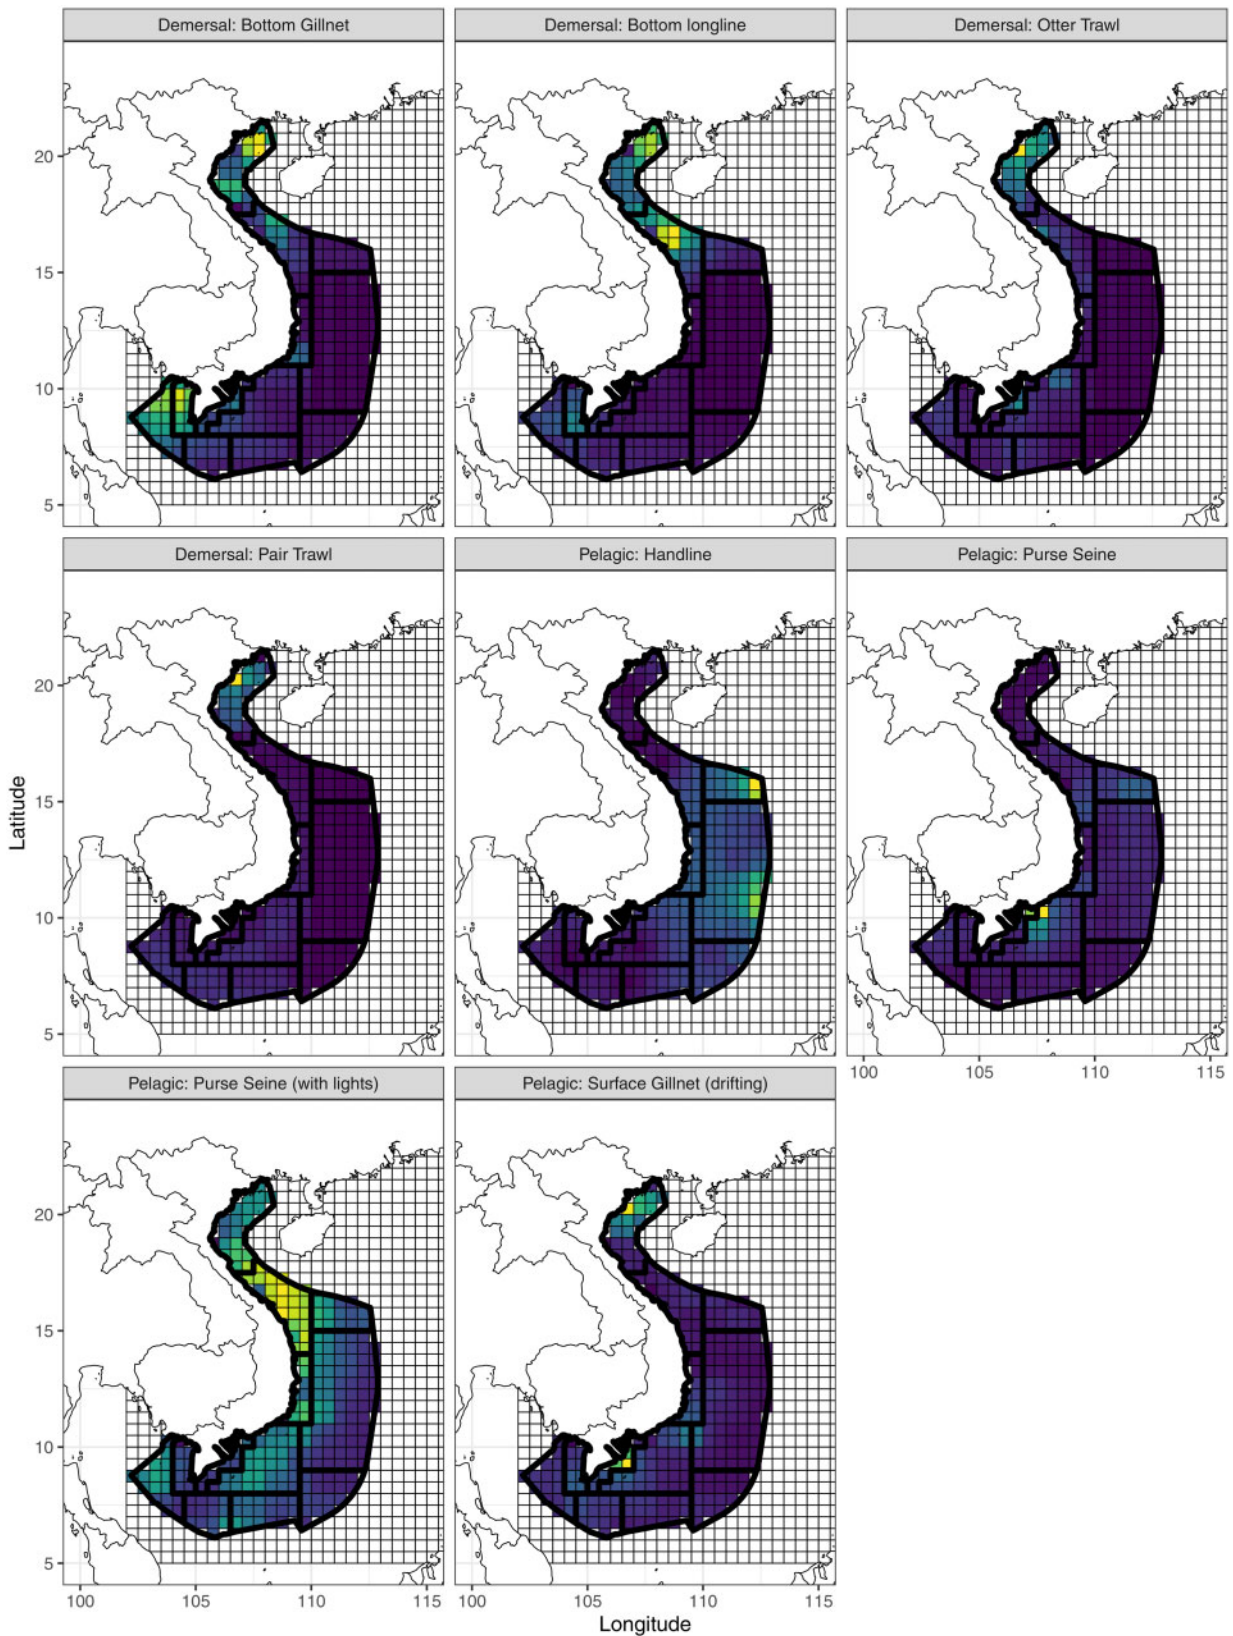 Demersal: Bottom Gillnet
Demersal: Bottom longline
Demersal: Otter Trawl
20
15
10
5
Demersal: Pair Trawl
Pelagic: Handline
Pelagic: Purse Seine
20
15
10
5
100 105 110 115
Pelagic: Purse Seine (with lights)
Pelagic: Surface Gillnet (drifting)
20
15
10
5
100 105 110 115
100 105 110 115
Latitude
Longitude